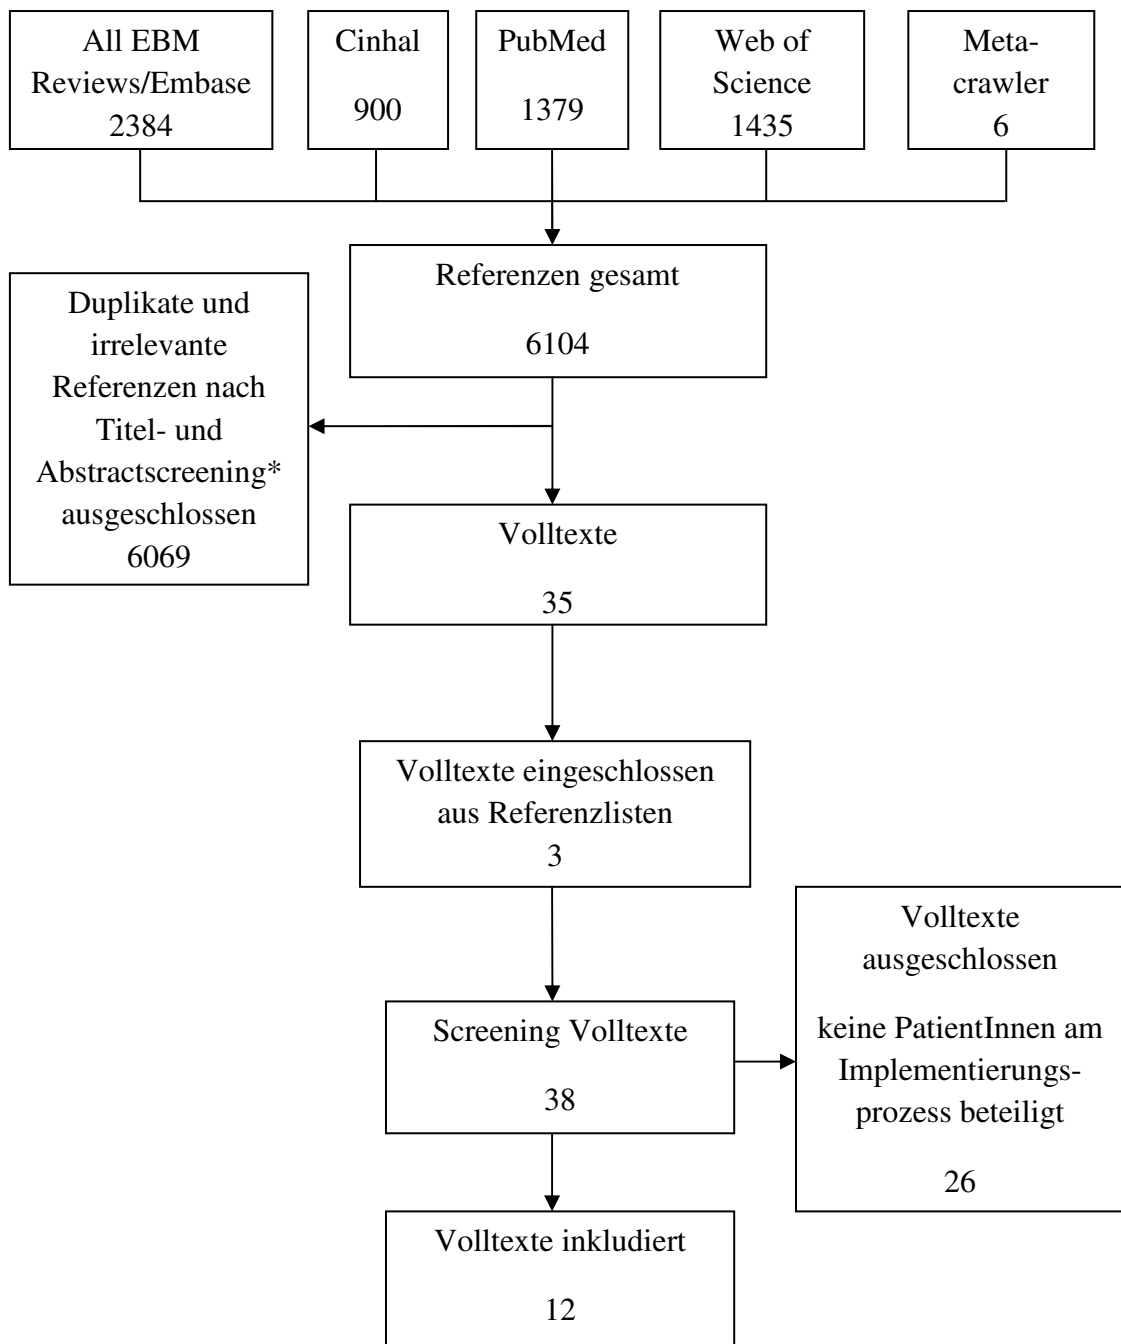 All EBM
Reviews/Embase
2384
Cinhal
900
PubMed
1379
Web of
Science
1435
Meta-
crawler
6
Referenzen gesamt
6104
Duplikate und
irrelevante
Referenzen nach
Titel- und
Abstractscreening*
ausgeschlossen
6069
Volltexte
35
Volltexte eingeschlossen
aus Referenzlisten
3
Volltexte
ausgeschlossen
keine PatientInnen am
Implementierungs-
prozess beteiligt
26
Screening Volltexte
38
Volltexte inkludiert
12